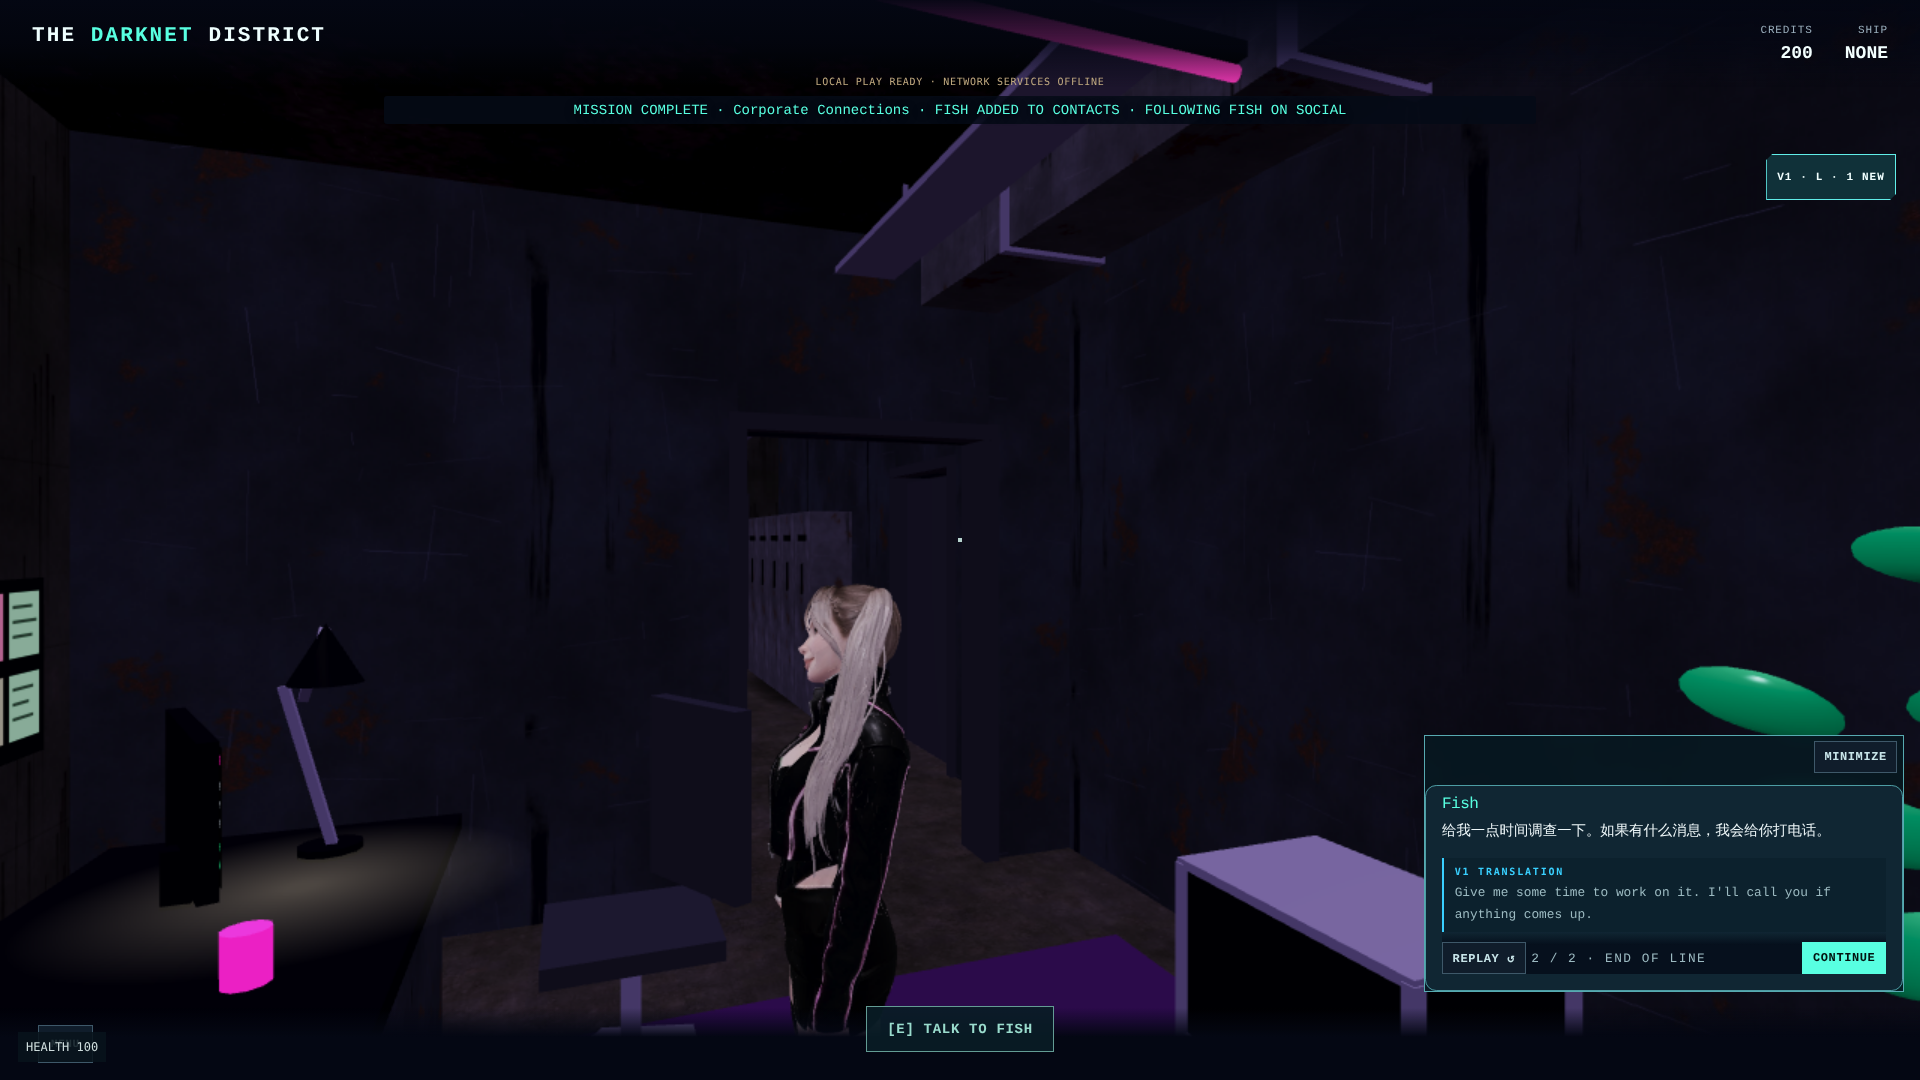 THE DARKNET DISTRICT
CREDITS
200
SHIP
NONE
LOCAL PLAY READY · NETWORK SERVICES OFFLINE
MISSION COMPLETE · Corporate Connections · FISH ADDED TO CONTACTS · FOLLOWING FISH ON SOCIAL
V1 · L · 1 NEW
MINIMIZE
Fish
给我一点时间调查一下。如果有什么消息，我会给你打电话。
V1 TRANSLATION
Give me some time to work on it. I'll call you if
anything comes up.
REPLAY ↺
2 / 2 · END OF LINE
CONTINUE
[E] TALK TO FISH
HEALTH 100